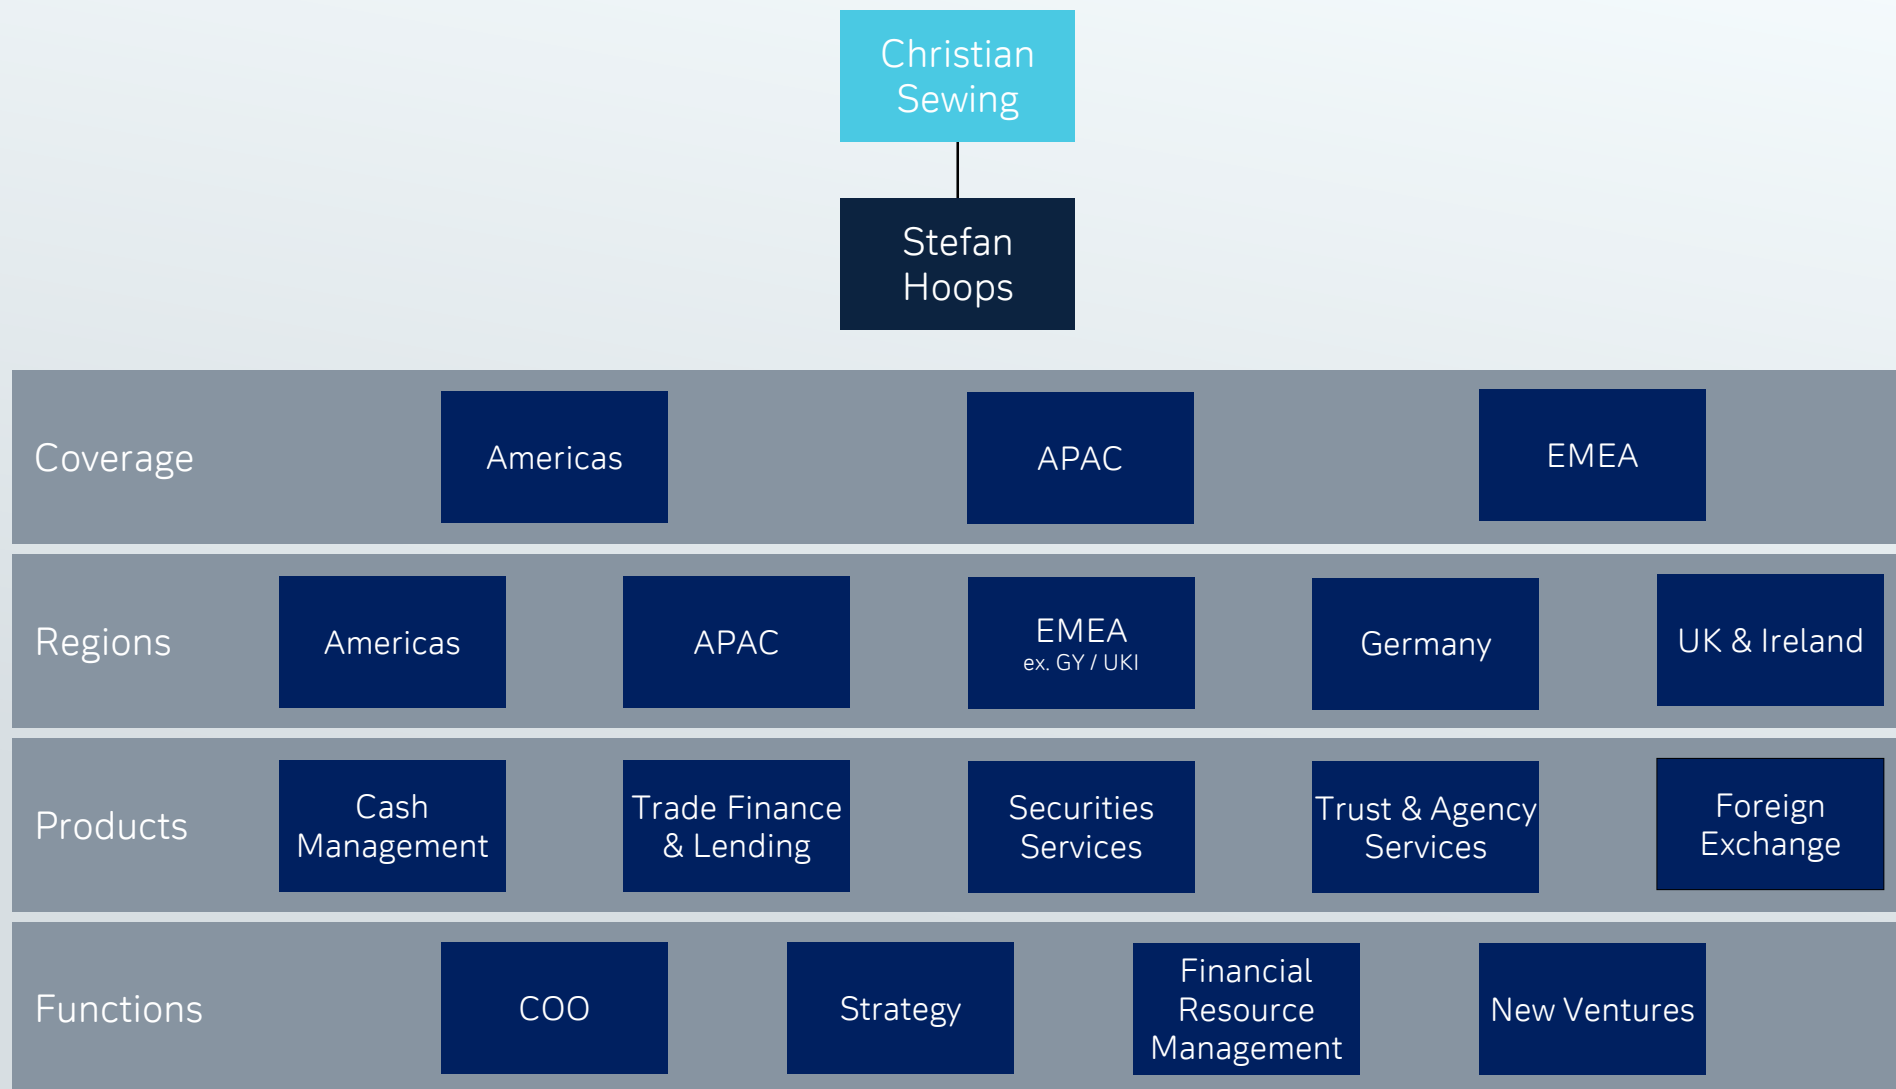 Christian
Sewing
Stefan
Hoops
Coverage
Americas
APAC
EMEA
Regions
Americas
APAC
EMEA
ex. GY / UKI
Germany
UK & Ireland
Products
Cash
Management
Trade Finance
& Lending
Securities
Services
Trust & Agency
Services
Foreign
Exchange
Functions
COO
Strategy
Financial
Resource
Management
New Ventures